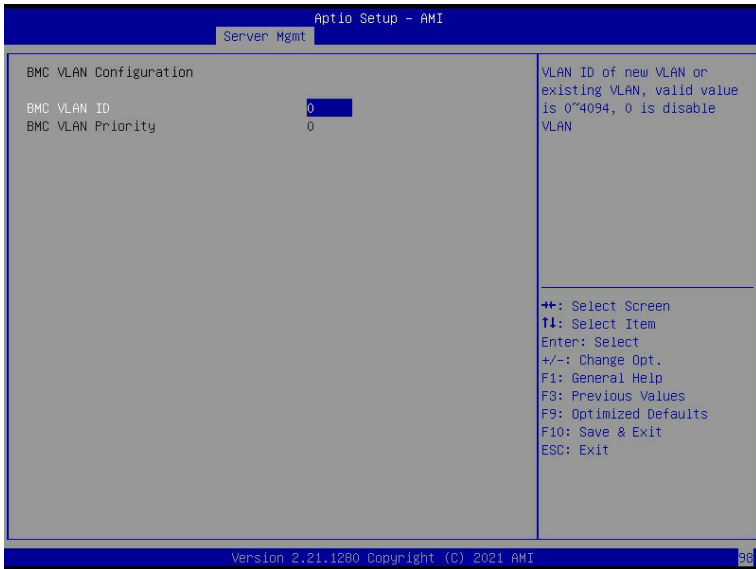 Aptio Setup - AMI
Server Mgmt
BMC VLAN Configuration
BMC VLAN ID 0
BMC VLAN Priority 0
VLAN ID of new VLAN or
existing VLAN, valid value
is 0~4094, 0 is disable
VLAN
→←: Select Screen
↑↓: Select Item
Enter: Select
+/-: Change Opt.
F1: General Help
F3: Previous Values
F9: Optimized Defaults
F10: Save & Exit
ESC: Exit
Version 2.21.1280 Copyright (C) 2021 AMI
98